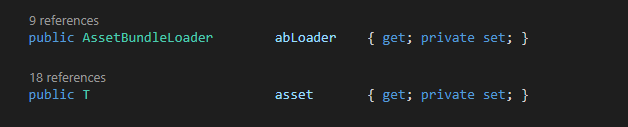 9 references
public AssetBundleLoader abLoader { get; private set; }
18 references
public T asset { get; private set; }